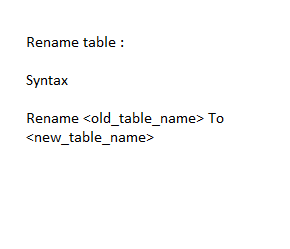 Rename table :
Syntax
Rename <old_table_name> To
<new_table_name>